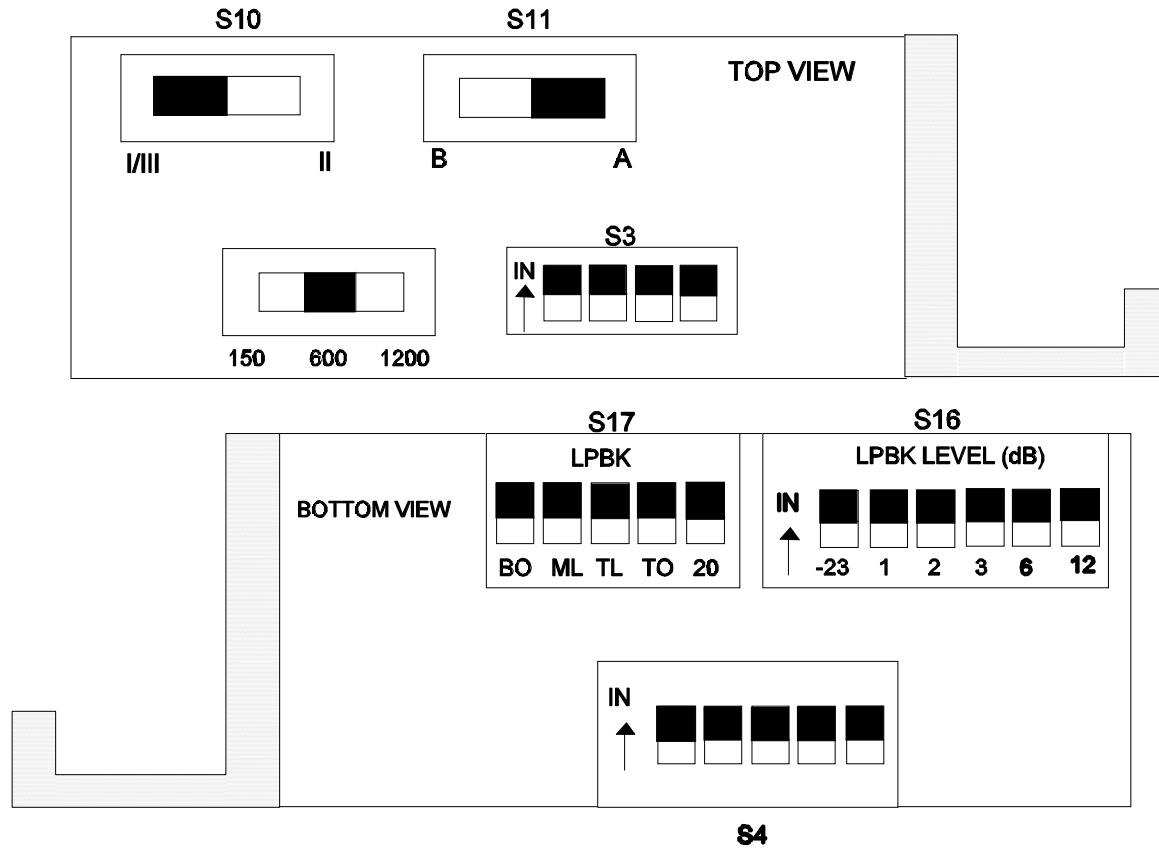 S10 S11
TOP VIEW
I/III II B A
S3
IN
150 600 1200
S17 S16
LPBK LPBK LEVEL (dB)
BOTTOM VIEW IN
BO ML TL TO 20 -23 1 2 3 6 12
IN
S4